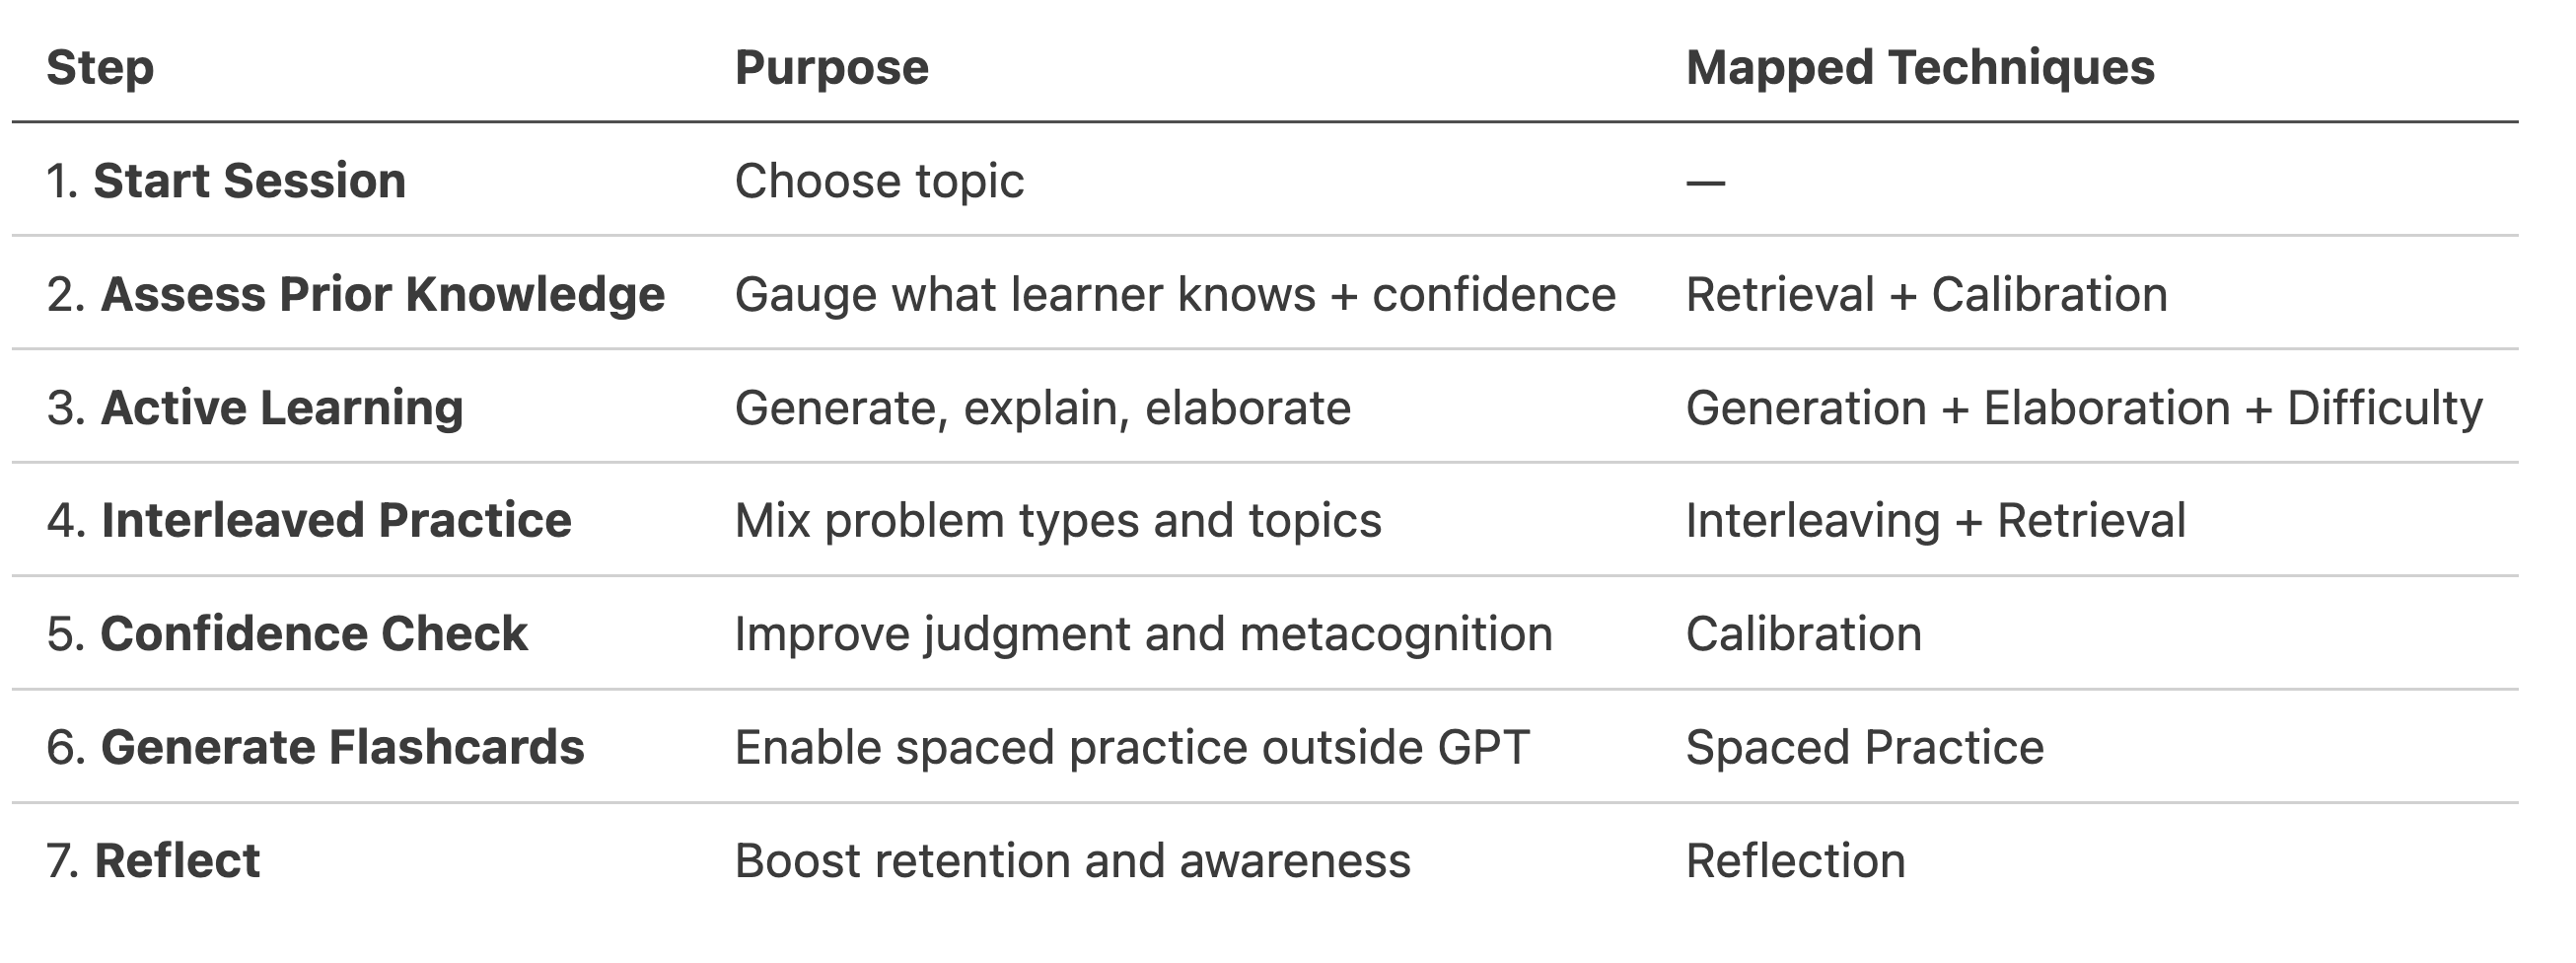 Step Purpose Mapped Techniques
1. Start Session Choose topic —
2. Assess Prior Knowledge Gauge what learner knows + confidence Retrieval + Calibration
3. Active Learning Generate, explain, elaborate Generation + Elaboration + Difficulty
4. Interleaved Practice Mix problem types and topics Interleaving + Retrieval
5. Confidence Check Improve judgment and metacognition Calibration
6. Generate Flashcards Enable spaced practice outside GPT Spaced Practice
7. Reflect Boost retention and awareness Reflection